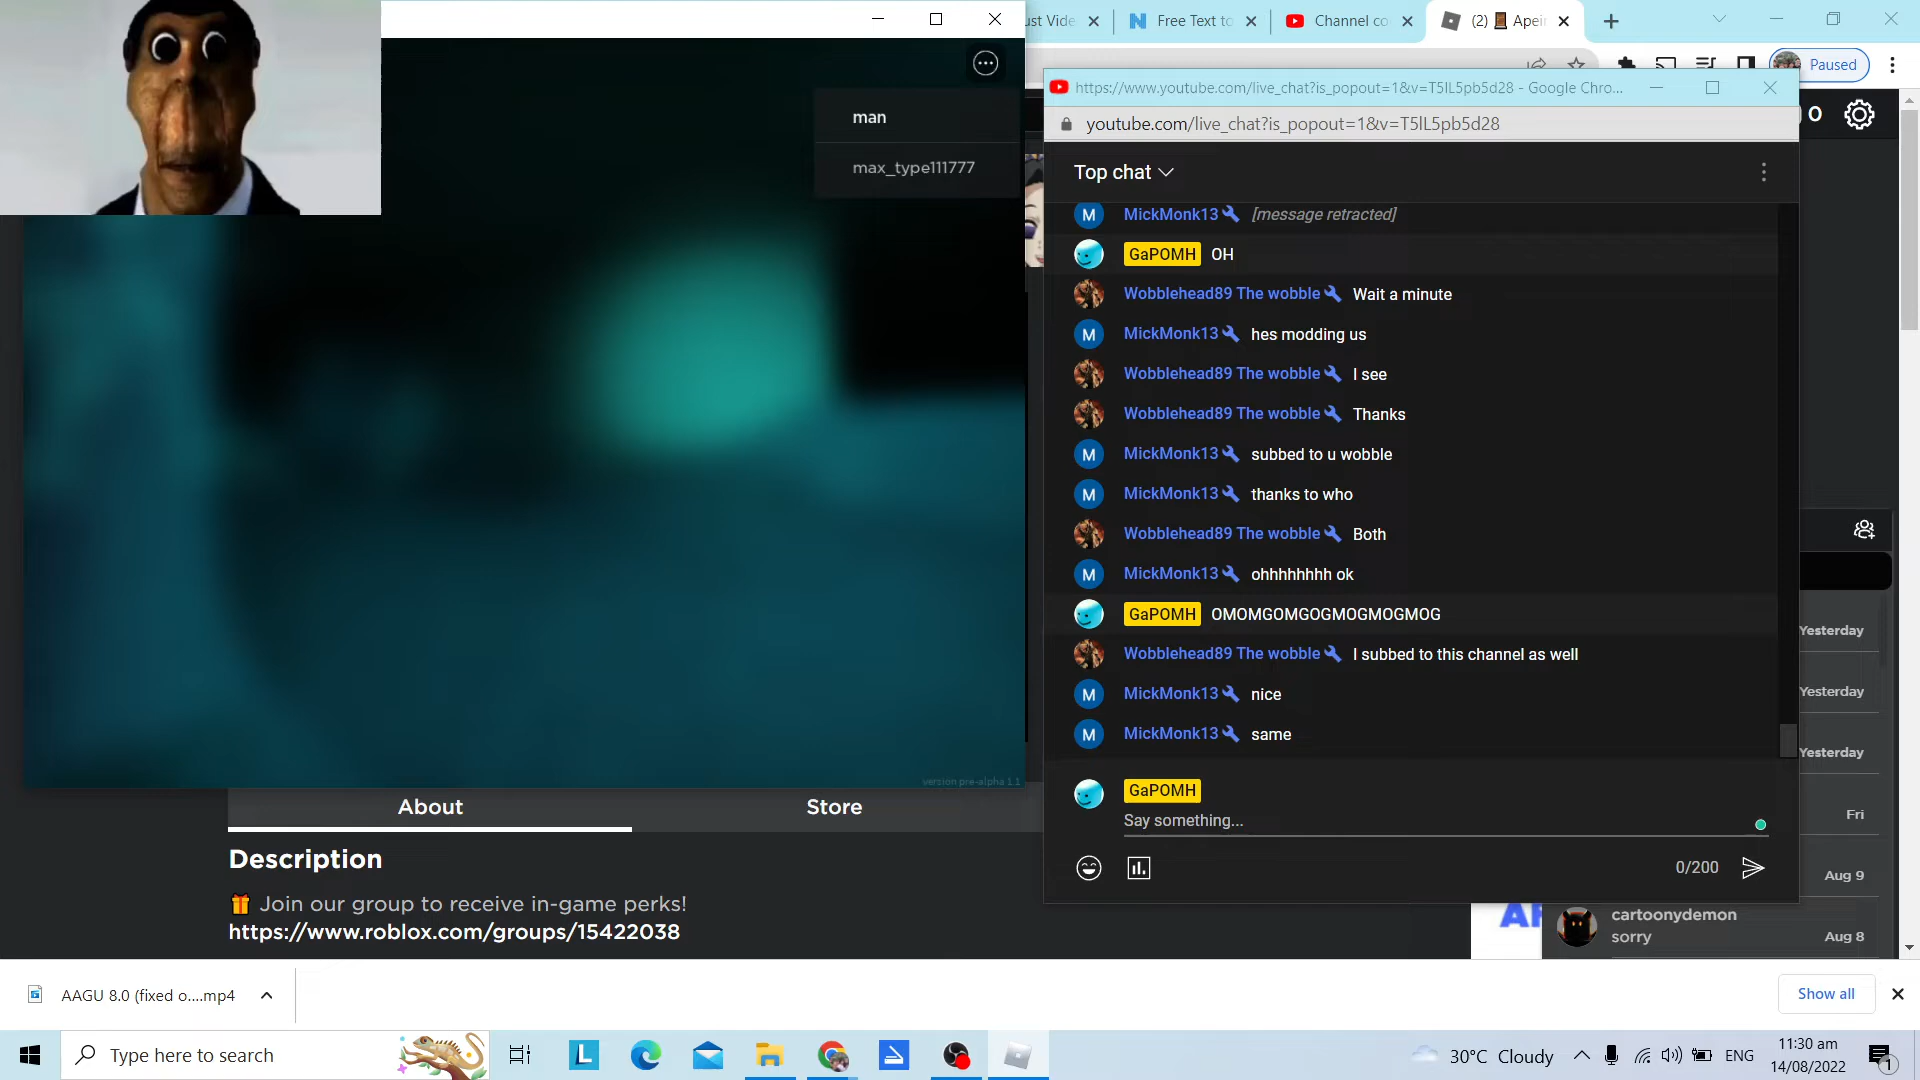 man
max_type111777
version pre-alpha 1.1
ust Vide
Free Text to
Channel co
(2)
Apeir
Paused
https://www.youtube.com/live_chat?is_popout=1&v=T5lL5pb5d28 - Google Chro...
youtube.com/live_chat?is_popout=1&v=T5lL5pb5d28
0
Top chat
M MickMonk13 [message retracted]
GaPOMH OH
Wobblehead89 The wobble Wait a minute
M MickMonk13 hes modding us
Wobblehead89 The wobble I see
Wobblehead89 The wobble Thanks
M MickMonk13 subbed to u wobble
M MickMonk13 thanks to who
Wobblehead89 The wobble Both
M MickMonk13 ohhhhhhhh ok
GaPOMH OMOMGOMGOGMOGMOGMOG
Wobblehead89 The wobble I subbed to this channel as well
M MickMonk13 nice
M MickMonk13 same
GaPOMH
Say something...
0/200
Yesterday
Yesterday
Yesterday
Fri
Aug 9
cartoonydemon
sorry
Aug 8
About
Store
Description
Join our group to receive in-game perks!
https://www.roblox.com/groups/15422038
AAGU 8.0 (fixed o....mp4
Show all
Type here to search
L
30°C Cloudy
ENG
11:30 am
14/08/2022
1